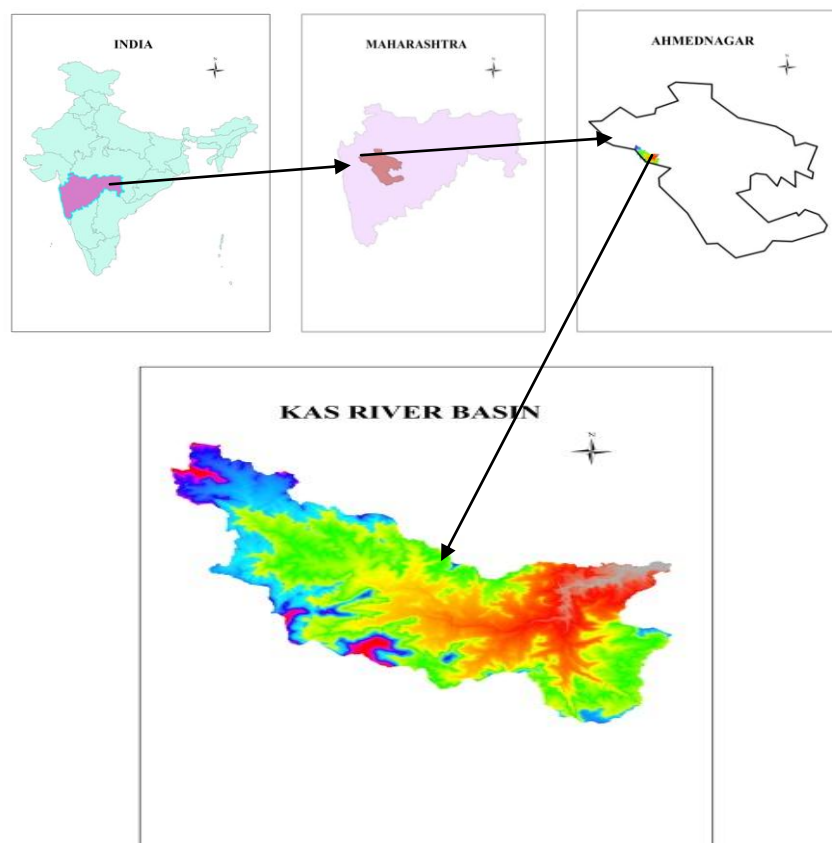 INDIA
N
MAHARASHTRA
N
AHMEDNAGAR
N
KAS RIVER BASIN
N